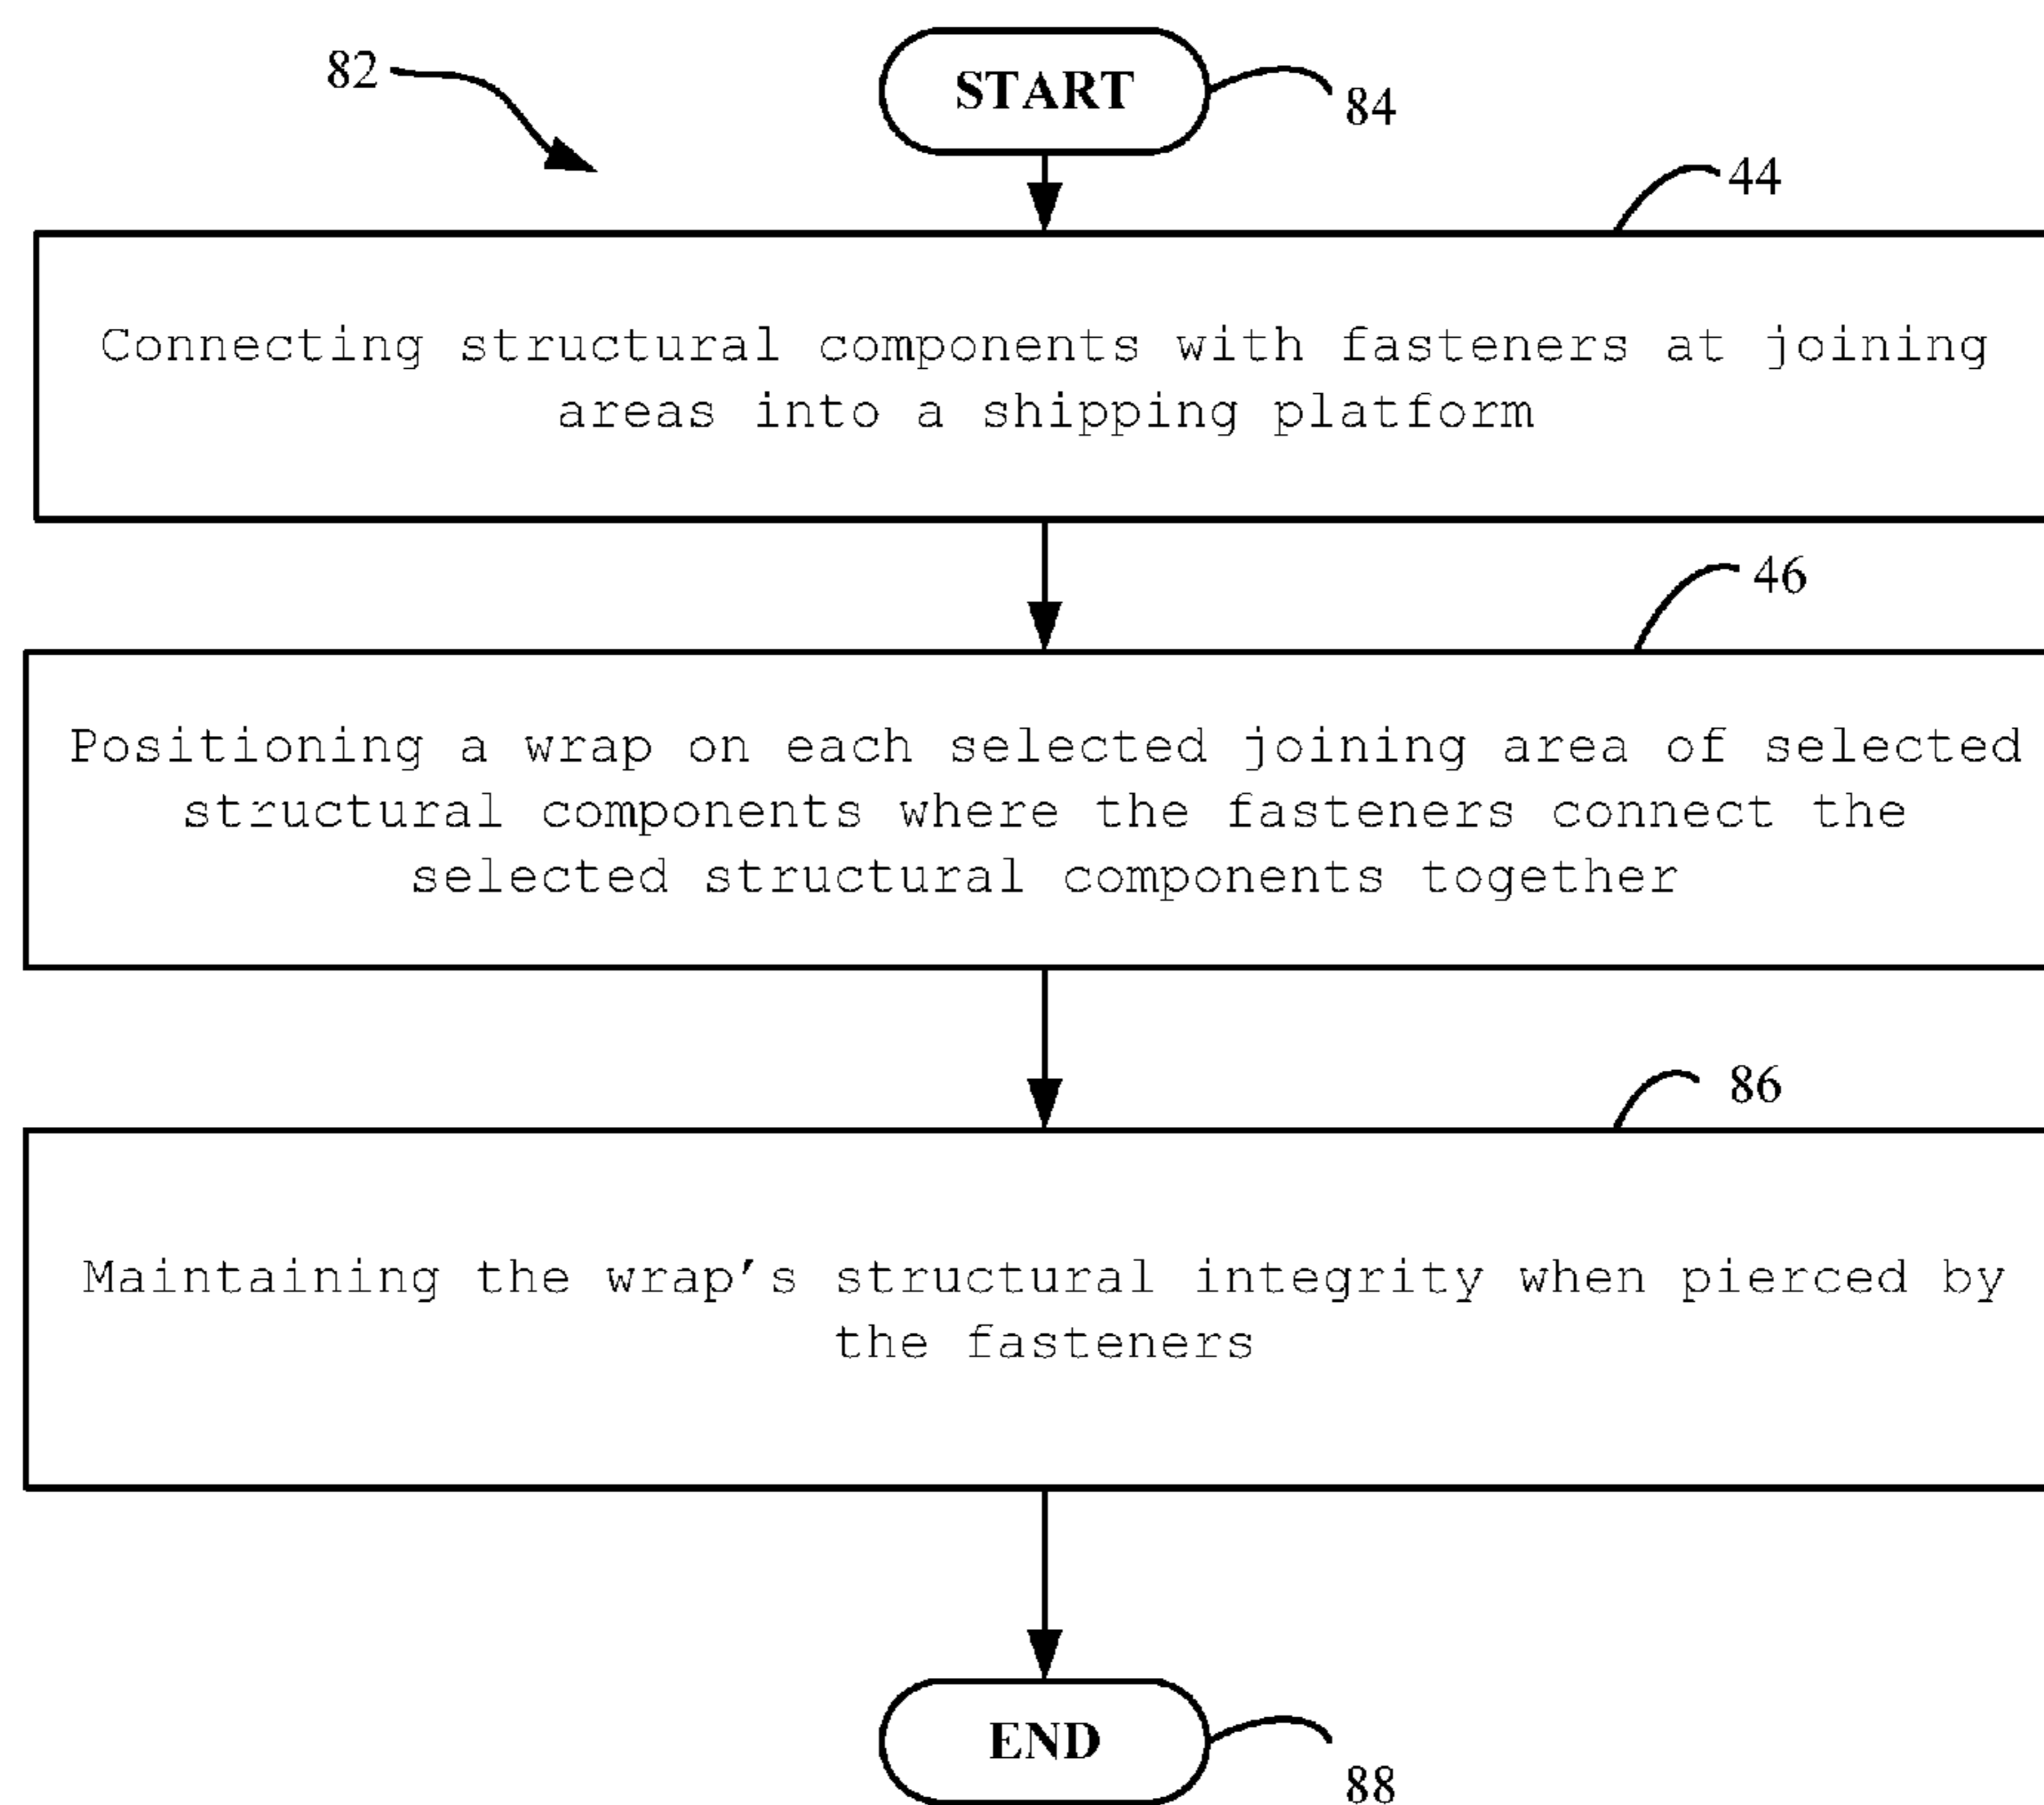 82
START
84
44
Connecting structural components with fasteners at joining
areas into a shipping platform
46
Positioning a wrap on each selected joining area of selected
structural components where the fasteners connect the
selected structural components together
86
Maintaining the wrap's structural integrity when pierced by
the fasteners
END
88